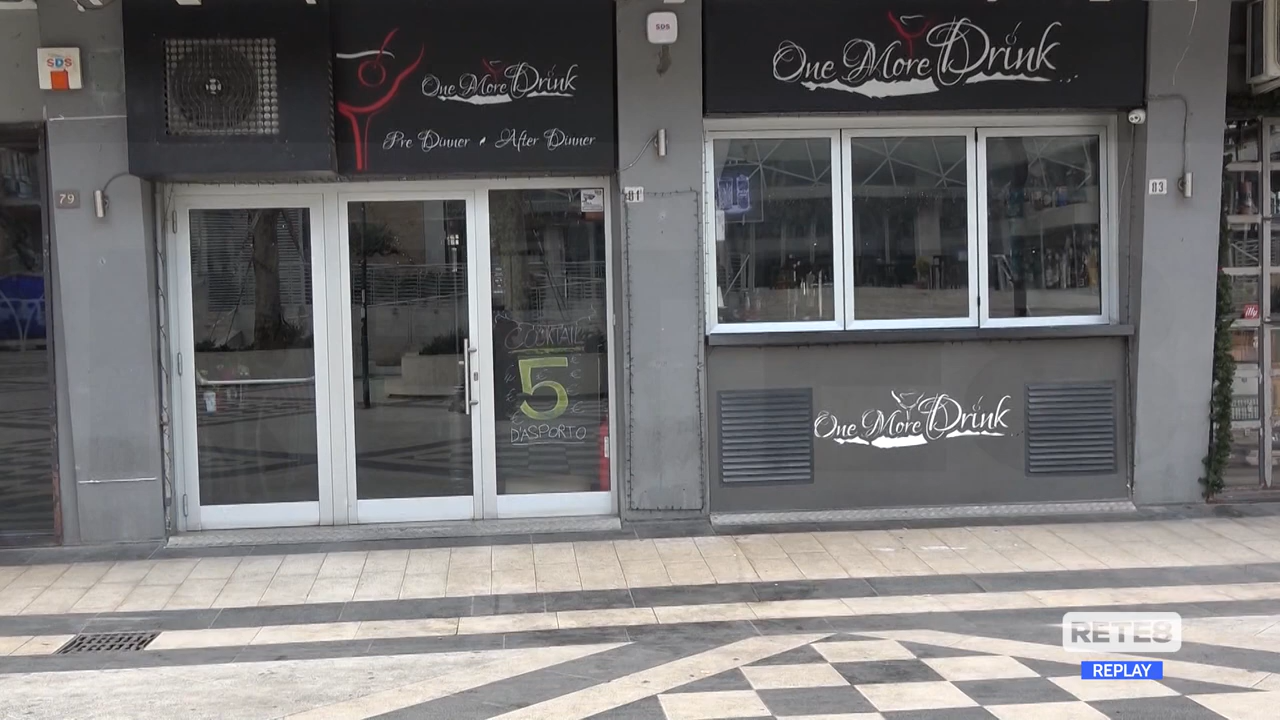 SDS
SDS
One More Drink
One More Drink...
Pre Dinner After Dinner
79
81
83
COCKTAIL
5
D'ASPORTO
illy
One More Drink
RETE8
REPLAY